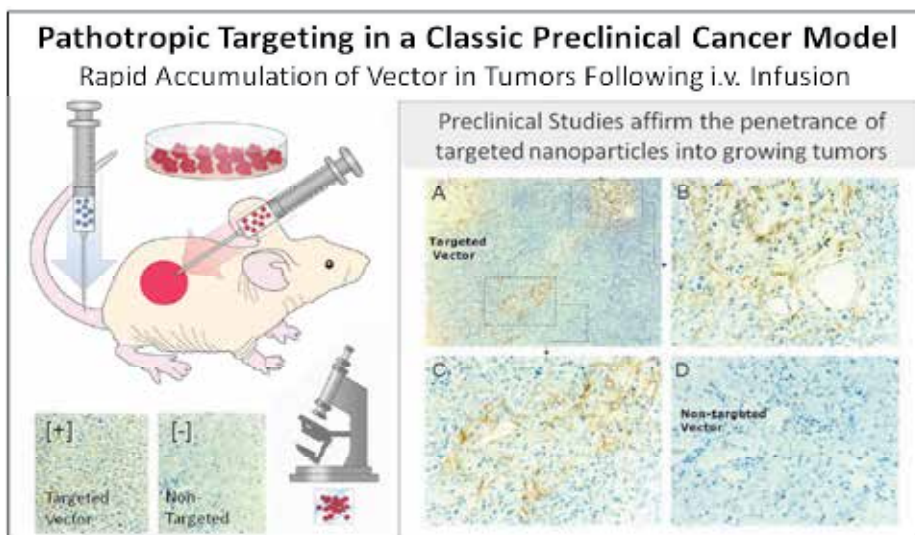 Pathotropic Targeting in a Classic Preclinical Cancer Model
Rapid Accumulation of Vector in Tumors Following i.v. Infusion
Preclinical Studies affirm the penetrance of
targeted nanoparticles into growing tumors
A
Targeted
Vector
B
C
D
Non-targeted
Vector
[+]
Targeted
Vector
[-]
Non-
Targeted